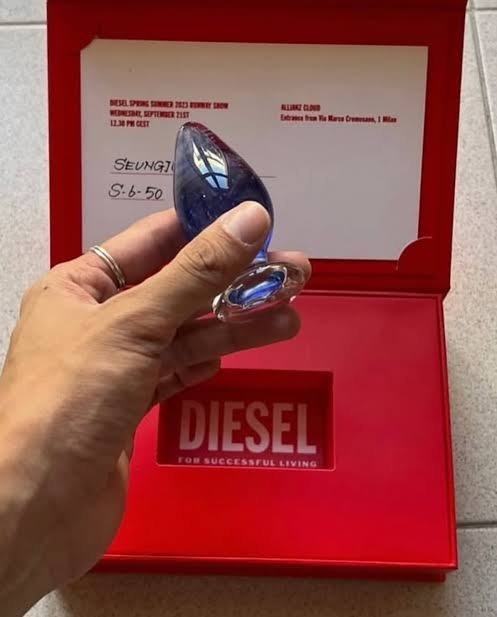 DIESEL SPRING SUMMER 2023 RUNWAY SHOW
WEDNESDAY, SEPTEMBER 21ST
12.30 PM CEST
ALLIANZ CLOUD
Entrance from Via Marco Cremosano, 1 Milan
S-6-50
DIESEL
FOR SUCCESSFUL LIVING